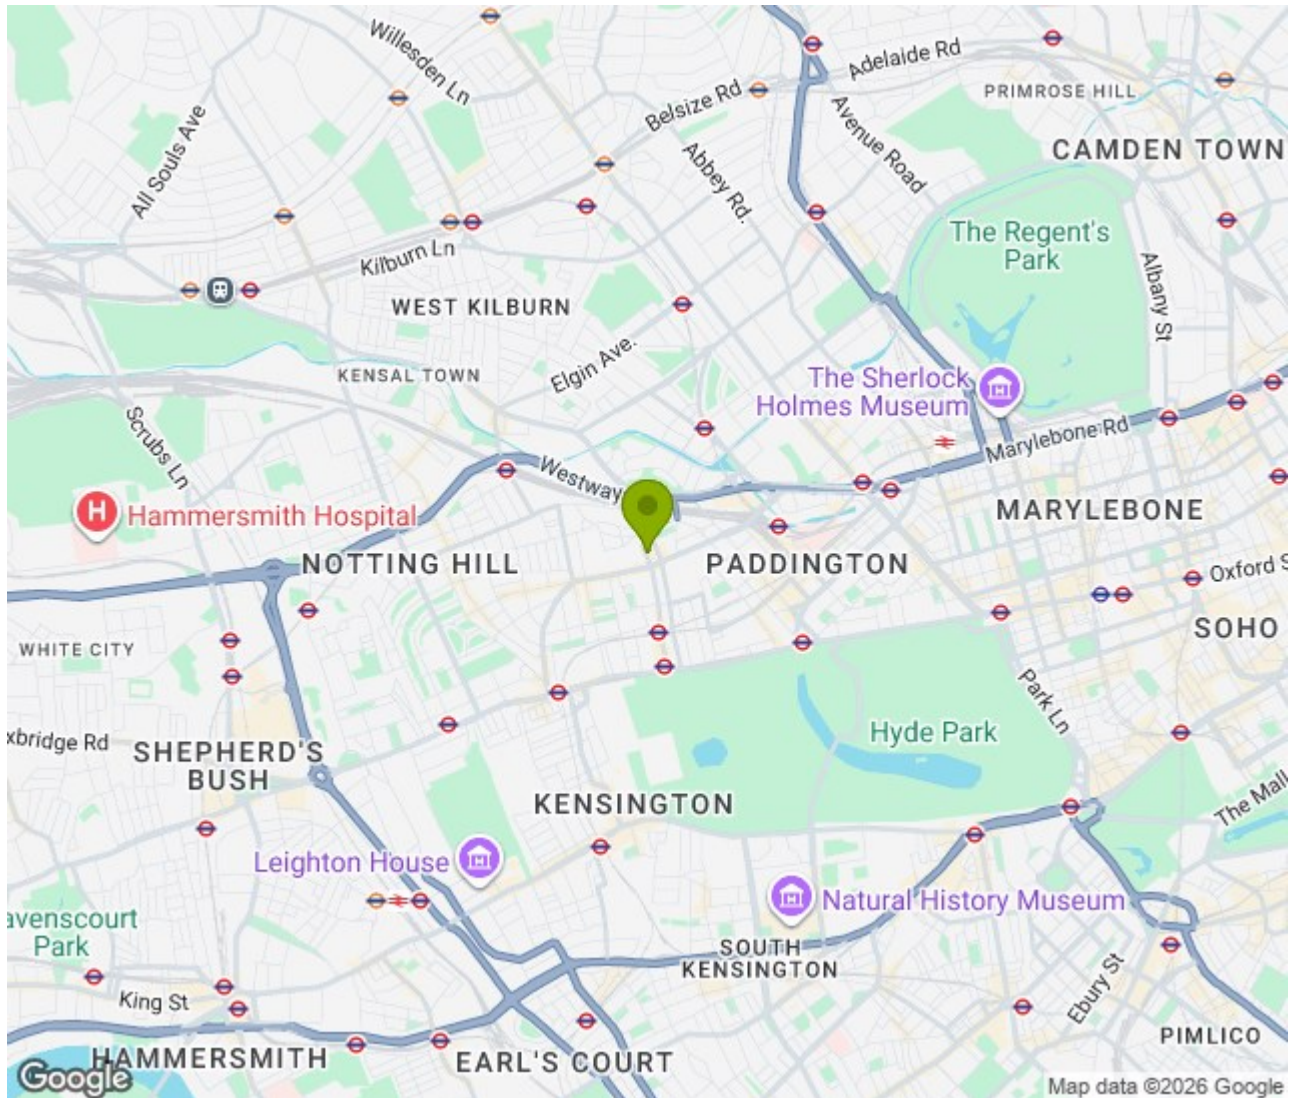 Willesden Ln
Adelaide Rd
PRIMROSE HILL
Belsize Rd
Avenue Road
CAMDEN TOWN
All Souls Ave
Abbey Rd.
The Regent's
Park
Kilburn Ln
Albany St
WEST KILBURN
Elgin Ave.
KENSAL TOWN
The Sherlock
Holmes Museum
Scrubs Ln
Marylebone Rd
Westway
H
Hammersmith Hospital
MARYLEBONE
NOTTING HILL
PADDINGTON
Oxford S
SOHO
WHITE CITY
Park Ln
Hyde Park
xbridge Rd
SHEPHERD'S
BUSH
KENSINGTON
The Mall
Leighton House
Natural History Museum
avenscourt
Park
SOUTH
KENSINGTON
King St
Ebury St
PIMLICO
HAMMERSMITH
EARL'S COURT
Google
Map data ©2026 Google